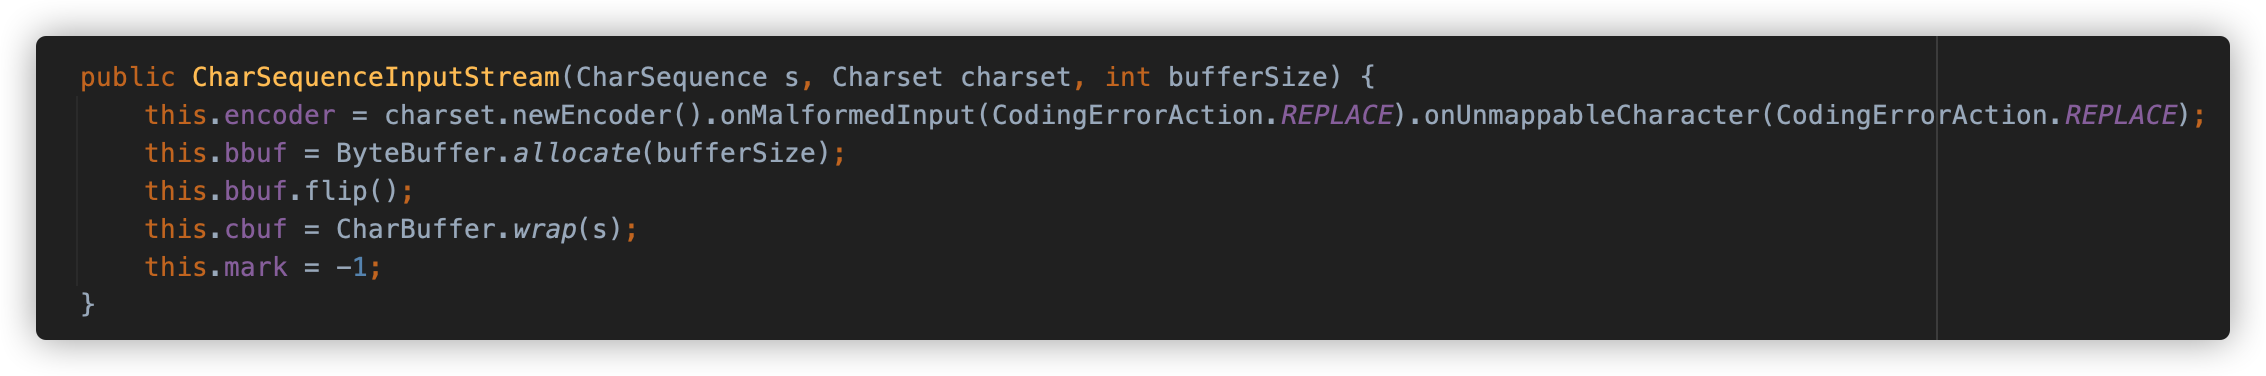 public CharSequenceInputStream(CharSequence s, Charset charset, int bufferSize) {
    this.encoder = charset.newEncoder().onMalformedInput(CodingErrorAction.REPLACE).onUnmappableCharacter(CodingErrorAction.REPLACE);
    this.bbuf = ByteBuffer.allocate(bufferSize);
    this.bbuf.flip();
    this.cbuf = CharBuffer.wrap(s);
    this.mark = -1;
}